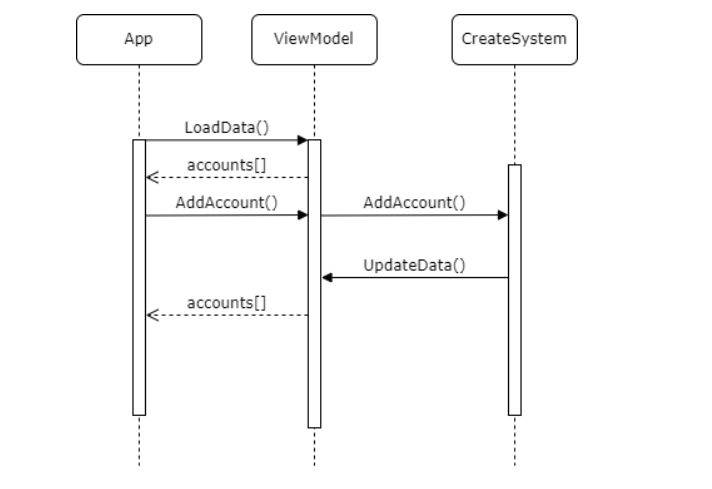 App
ViewModel
CreateSystem
LoadData()
accounts[]
AddAccount()
AddAccount()
UpdateData()
accounts[]